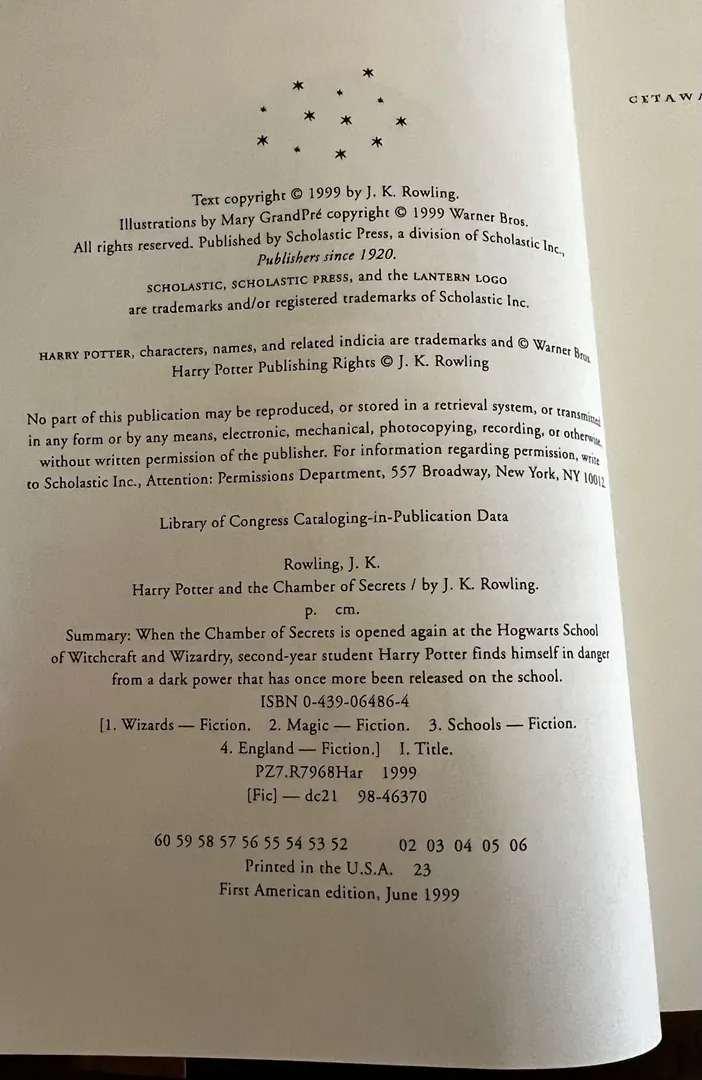 Text copyright © 1999 by J. K. Rowling.
Illustrations by Mary GrandPré copyright © 1999 Warner Bros.
All rights reserved. Published by Scholastic Press, a division of Scholastic Inc.,
Publishers since 1920.
SCHOLASTIC, SCHOLASTIC PRESS, and the LANTERN LOGO
are trademarks and/or registered trademarks of Scholastic Inc.
HARRY POTTER, characters, names, and related indicia are trademarks and © Warner Bros.
Harry Potter Publishing Rights © J. K. Rowling
No part of this publication may be reproduced, or stored in a retrieval system, or transmitted
in any form or by any means, electronic, mechanical, photocopying, recording, or otherwise,
without written permission of the publisher. For information regarding permission, write
to Scholastic Inc., Attention: Permissions Department, 557 Broadway, New York, NY 10012.
Library of Congress Cataloging-in-Publication Data
Rowling, J. K.
Harry Potter and the Chamber of Secrets / by J. K. Rowling.
p. cm.
Summary: When the Chamber of Secrets is opened again at the Hogwarts School
of Witchcraft and Wizardry, second-year student Harry Potter finds himself in danger
from a dark power that has once more been released on the school.
ISBN 0-439-06486-4
[1. Wizards — Fiction. 2. Magic — Fiction. 3. Schools — Fiction.
4. England — Fiction.] I. Title.
PZ7.R7968Har 1999
[Fic] — dc21 98-46370
60 59 58 57 56 55 54 53 52 02 03 04 05 06
Printed in the U.S.A. 23
First American edition, June 1999